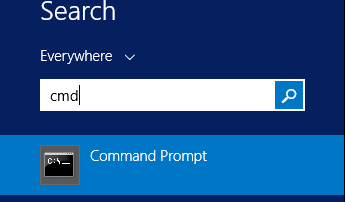 Search
Everywhere
cmd
C:\_
Command Prompt